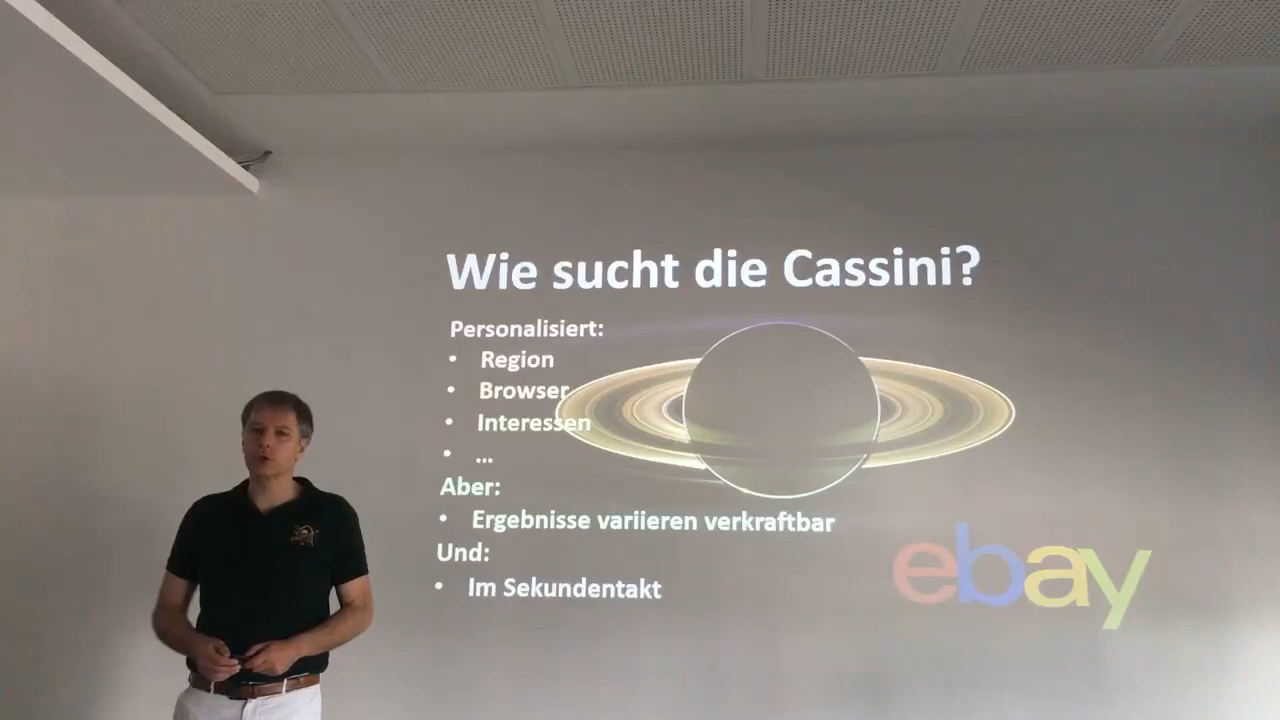 Wie sucht die Cassini?
Personalisiert:
• Region
• Browser
• Interessen
• ...
Aber:
• Ergebnisse variieren verkraftbar
Und:
• Im Sekundentakt
ebay